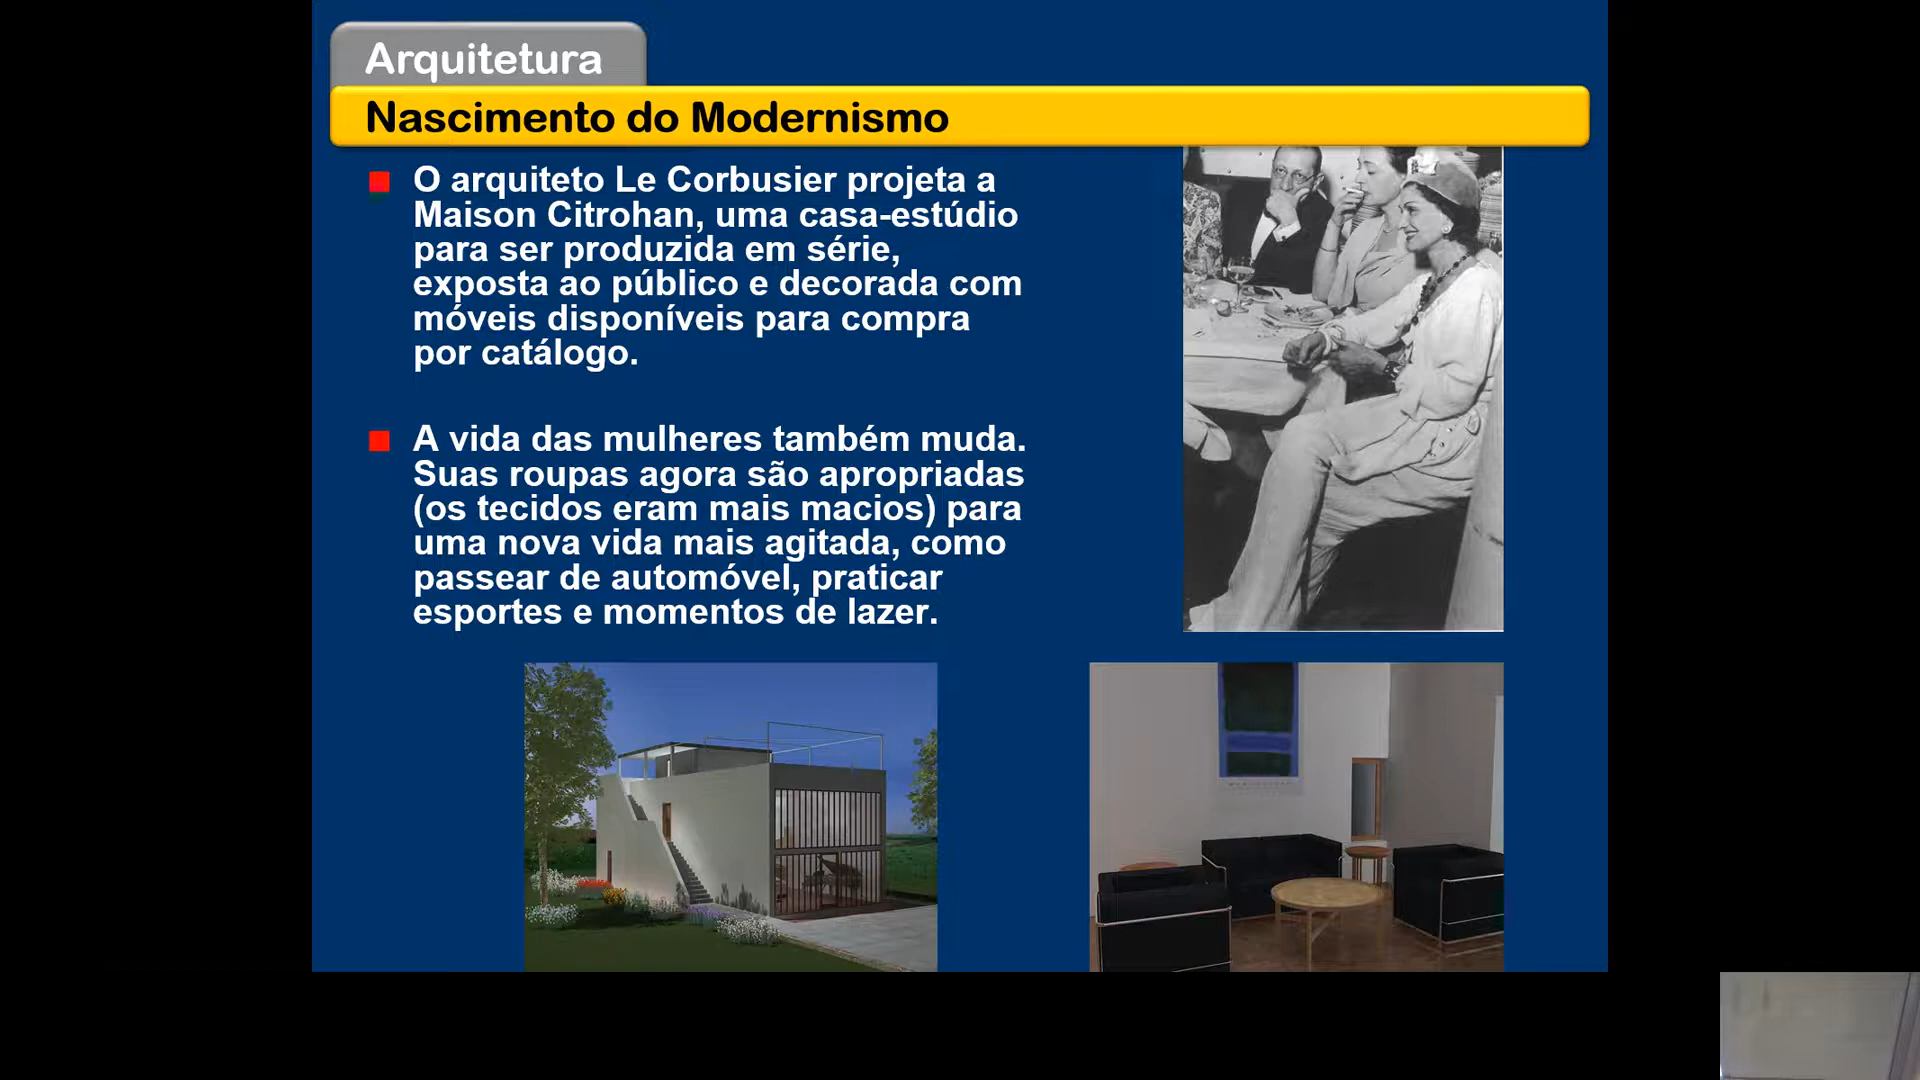 Arquitetura
Nascimento do Modernismo
O arquiteto Le Corbusier projeta a
Maison Citrohan, uma casa-estúdio
para ser produzida em série,
exposta ao público e decorada com
móveis disponíveis para compra
por catálogo.
A vida das mulheres também muda.
Suas roupas agora são apropriadas
(os tecidos eram mais macios) para
uma nova vida mais agitada, como
passear de automóvel, praticar
esportes e momentos de lazer.